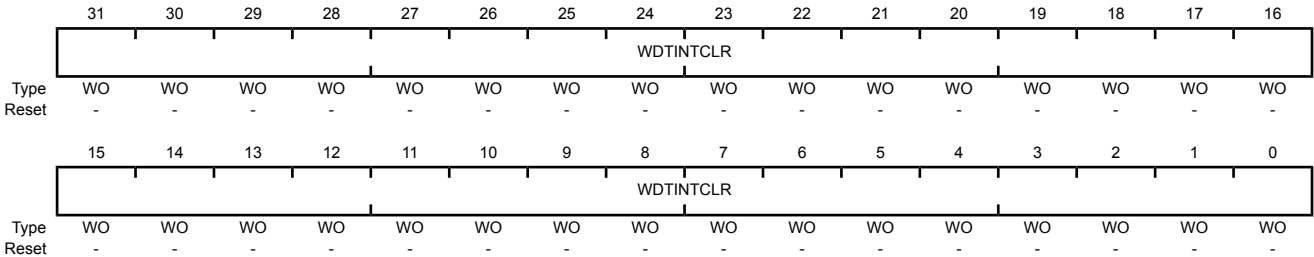 31 30 29 28 27 26 25 24 23 22 21 20 19 18 17 16
WDTINTCLR
Type WO WO WO WO WO WO WO WO WO WO WO WO WO WO WO WO
Reset - - - - - - - - - - - - - - - -
15 14 13 12 11 10 9 8 7 6 5 4 3 2 1 0
WDTINTCLR
Type WO WO WO WO WO WO WO WO WO WO WO WO WO WO WO WO
Reset - - - - - - - - - - - - - - - -